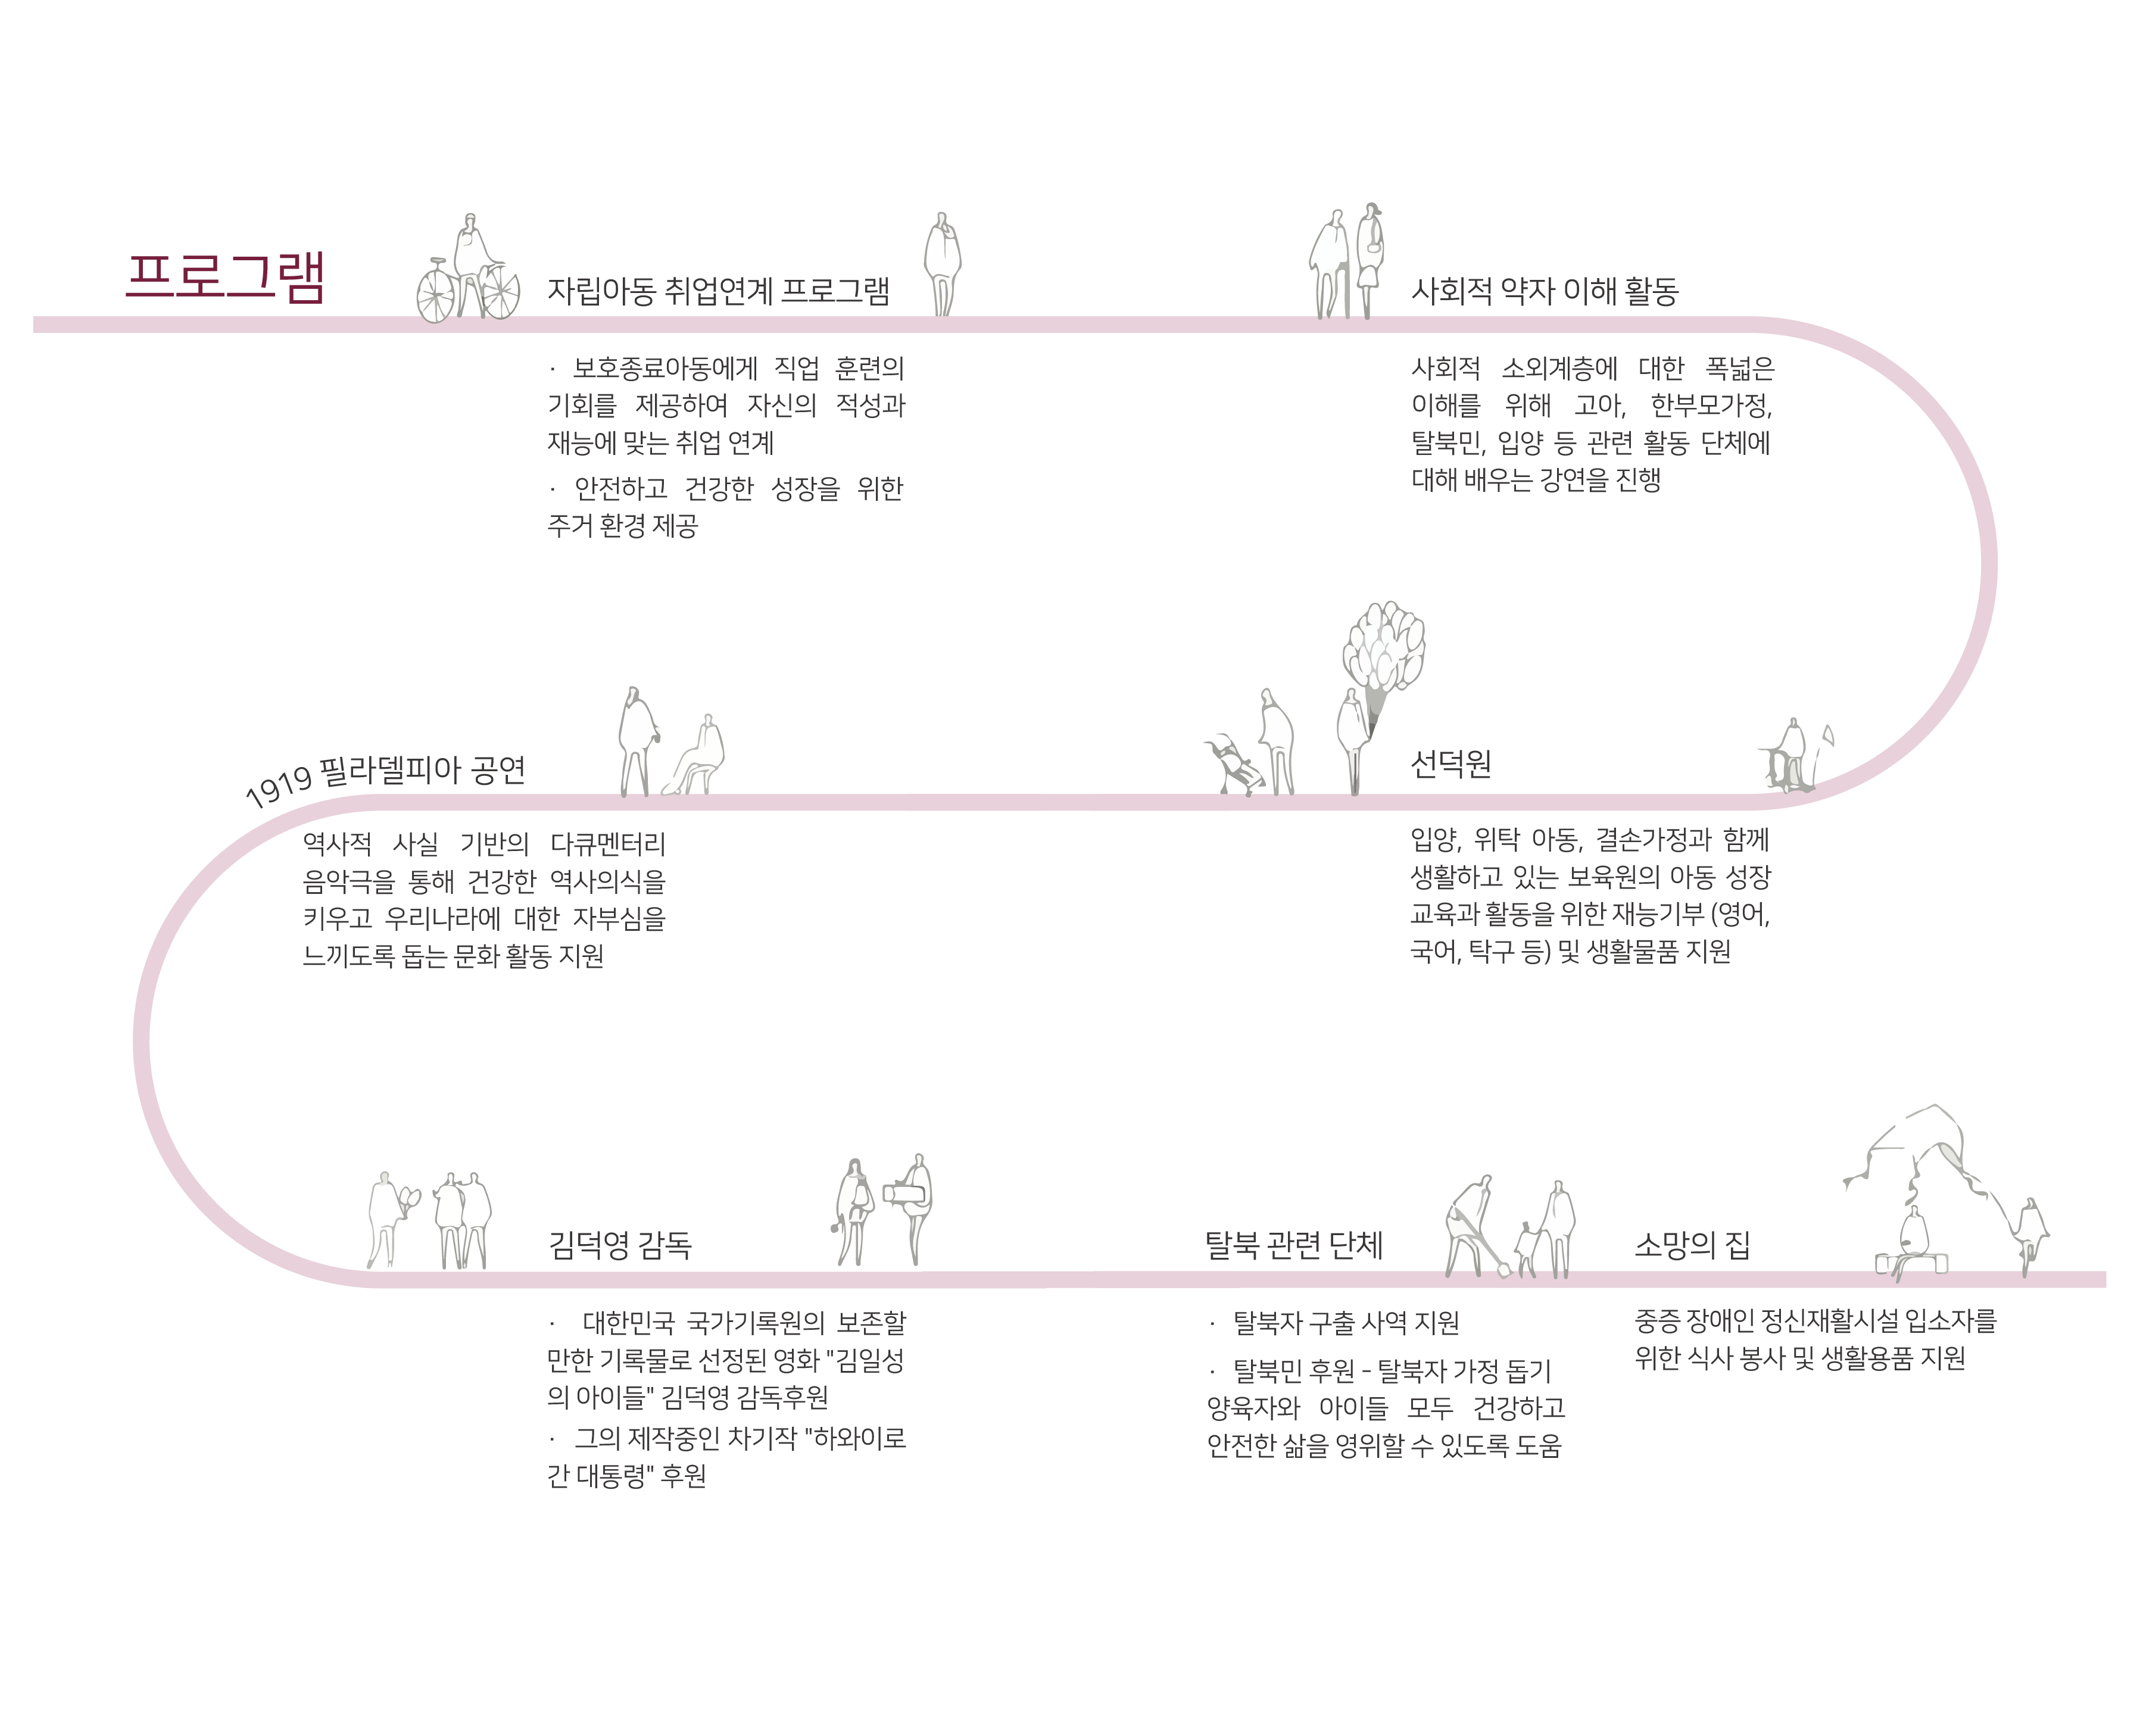 프로그램
자립아동 취업연계 프로그램
· 보호종료아동에게 직업 훈련의
기회를 제공하여 자신의 적성과
재능에 맞는 취업 연계
· 안전하고 건강한 성장을 위한
주거 환경 제공
사회적 약자 이해 활동
사회적 소외계층에 대한 폭넓은
이해를 위해 고아, 한부모가정,
탈북민, 입양 등 관련 활동 단체에
대해 배우는 강연을 진행
선덕원
입양, 위탁 아동, 결손가정과 함께
생활하고 있는 보육원의 아동 성장
교육과 활동을 위한 재능기부 (영어,
국어, 탁구 등) 및 생활물품 지원
1919 필라델피아 공연
역사적 사실 기반의 다큐멘터리
음악극을 통해 건강한 역사의식을
키우고 우리나라에 대한 자부심을
느끼도록 돕는 문화 활동 지원
김덕영 감독
· 대한민국 국가기록원의 보존할
만한 기록물로 선정된 영화 "김일성
의 아이들" 김덕영 감독후원
· 그의 제작중인 차기작 "하와이로
간 대통령" 후원
탈북 관련 단체
· 탈북자 구출 사역 지원
· 탈북민 후원 - 탈북자 가정 돕기
양육자와 아이들 모두 건강하고
안전한 삶을 영위할 수 있도록 도움
소망의 집
중증 장애인 정신재활시설 입소자를
위한 식사 봉사 및 생활용품 지원